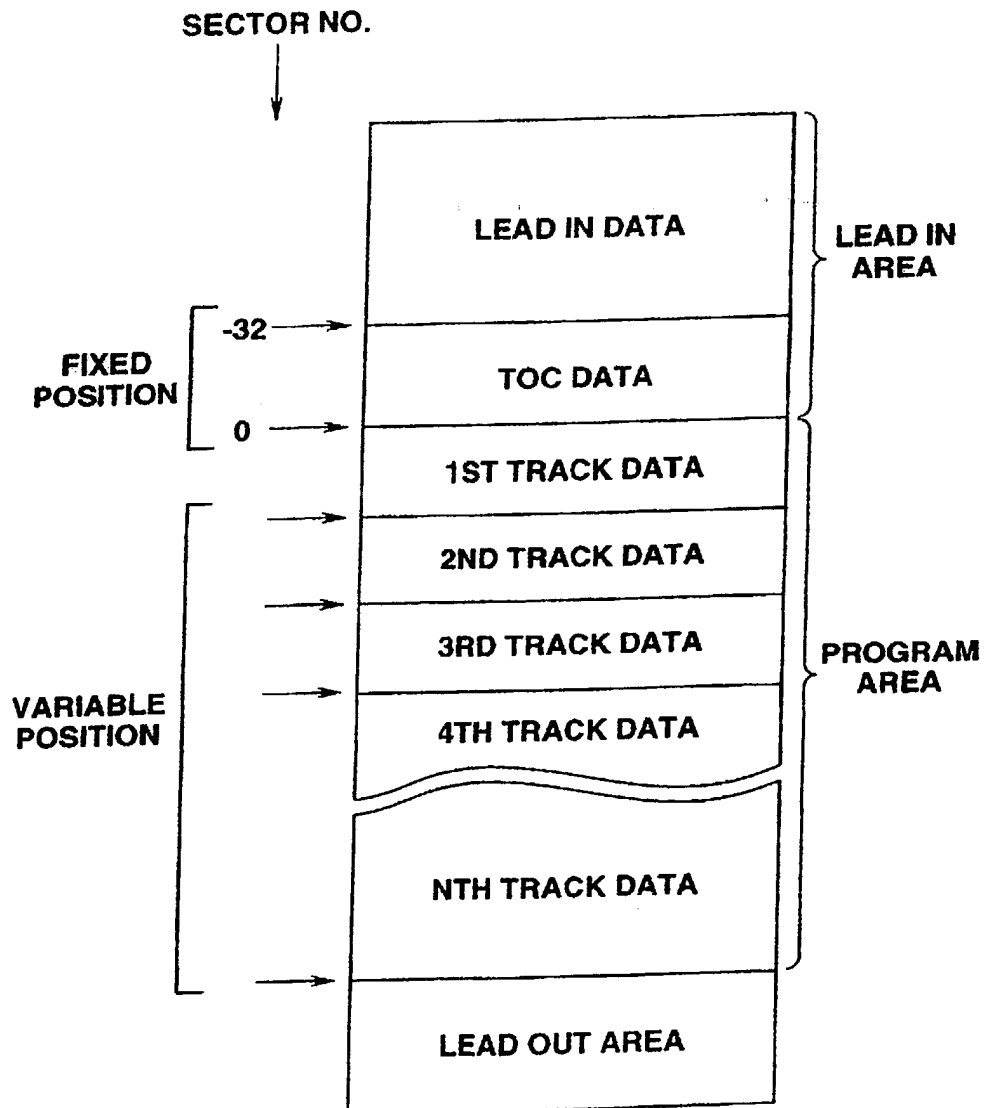 SECTOR NO.
LEAD IN DATA
LEAD IN
AREA
-32
FIXED
POSITION
TOC DATA
0
1ST TRACK DATA
2ND TRACK DATA
3RD TRACK DATA
PROGRAM
AREA
VARIABLE
POSITION
4TH TRACK DATA
NTH TRACK DATA
LEAD OUT AREA